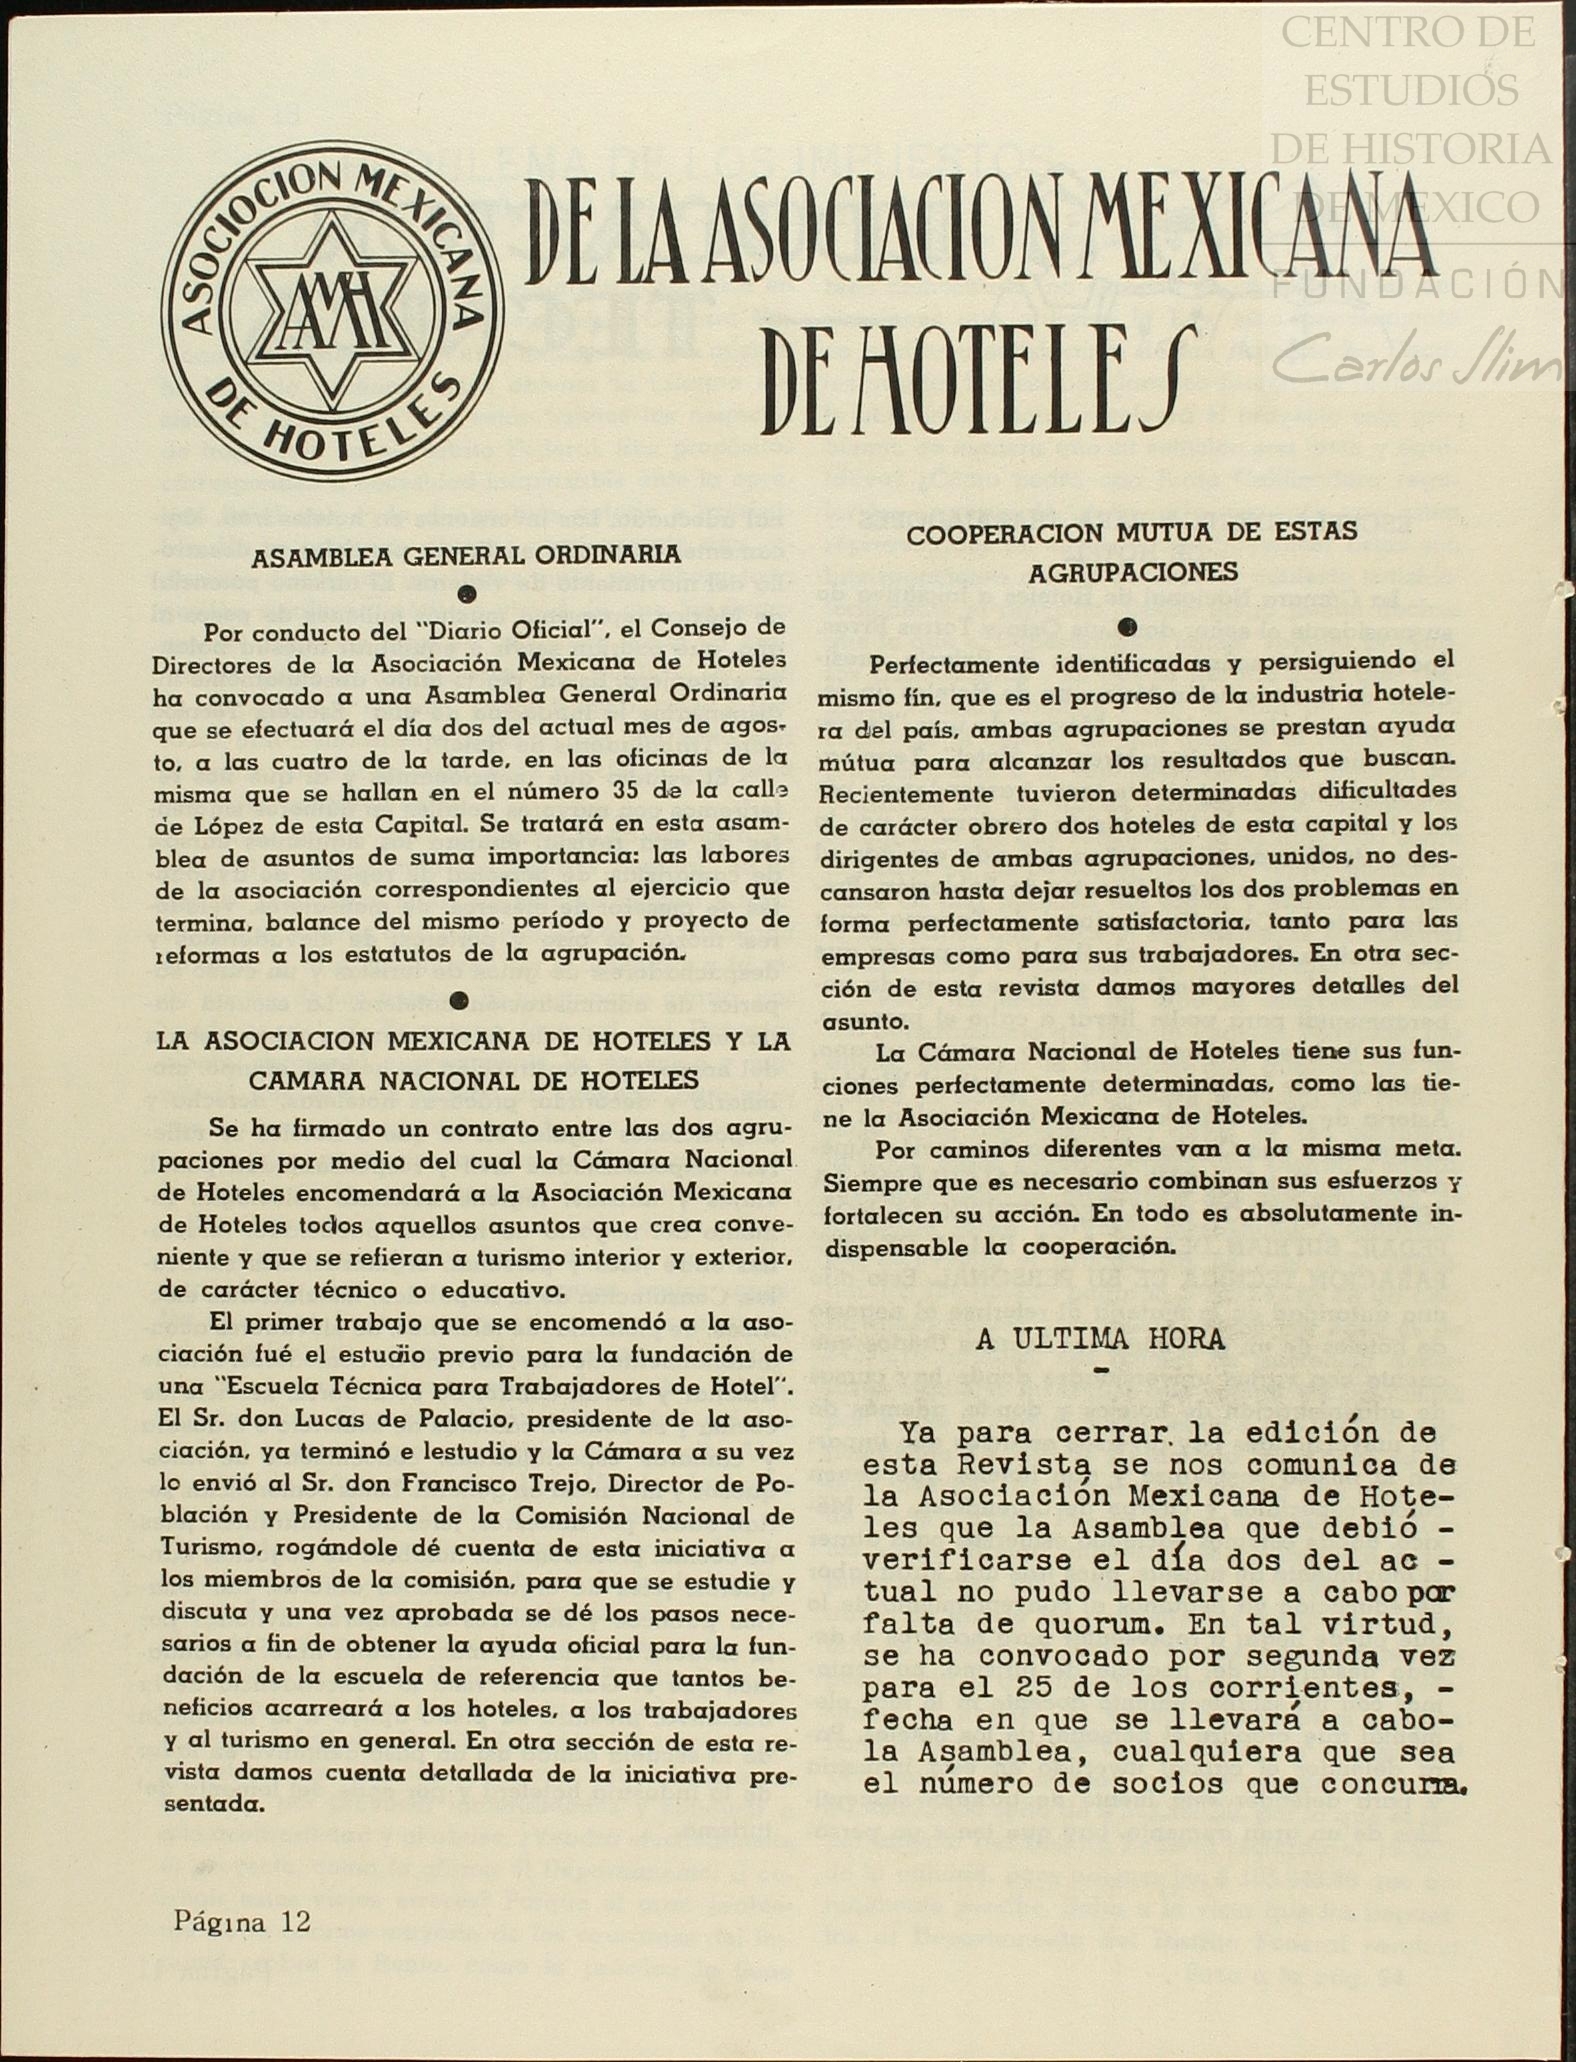 CENTRO DE
ESTUDIOS
DE HISTORIA
DE MEXICO
FUNDACIÓN
Carlos Slim
ASOCIOCION MEXICANA
DE HOTELES
AMH
DE LA ASOCIACION MEXICANA
DE HOTELES
ASAMBLEA GENERAL ORDINARIA
Por conducto del "Diario Oficial", el Consejo de
Directores de la Asociación Mexicana de Hoteles
ha convocado a una Asamblea General Ordinaria
que se efectuará el día dos del actual mes de agos-
to, a las cuatro de la tarde, en las oficinas de la
misma que se hallan en el número 35 de la calle
de López de esta Capital. Se tratará en esta asam-
blea de asuntos de suma importancia: las labores
de la asociación correspondientes al ejercicio que
termina, balance del mismo período y proyecto de
reformas a los estatutos de la agrupación.
LA ASOCIACION MEXICANA DE HOTELES Y LA
CAMARA NACIONAL DE HOTELES
Se ha firmado un contrato entre las dos agru-
paciones por medio del cual la Cámara Nacional
de Hoteles encomendará a la Asociación Mexicana
de Hoteles todos aquellos asuntos que crea conve-
niente y que se refieran a turismo interior y exterior,
de carácter técnico o educativo.
El primer trabajo que se encomendó a la aso-
ciación fué el estudio previo para la fundación de
una "Escuela Técnica para Trabajadores de Hotel".
El Sr. don Lucas de Palacio, presidente de la aso-
ciación, ya terminó e lestudio y la Cámara a su vez
lo envió al Sr. don Francisco Trejo, Director de Po-
blación y Presidente de la Comisión Nacional de
Turismo, rogándole dé cuenta de esta iniciativa a
los miembros de la comisión, para que se estudie y
discuta y una vez aprobada se dé los pasos nece-
sarios a fin de obtener la ayuda oficial para la fun-
dación de la escuela de referencia que tantos be-
neficios acarreará a los hoteles, a los trabajadores
y al turismo en general. En otra sección de esta re-
vista damos cuenta detallada de la iniciativa pre-
sentada.
COOPERACION MUTUA DE ESTAS
AGRUPACIONES
Perfectamente identificadas y persiguiendo el
mismo fín, que es el progreso de la industria hotele-
ra del país, ambas agrupaciones se prestan ayuda
mútua para alcanzar los resultados que buscan.
Recientemente tuvieron determinadas dificultades
de carácter obrero dos hoteles de esta capital y los
dirigentes de ambas agrupaciones, unidos, no des-
cansaron hasta dejar resueltos los dos problemas en
forma perfectamente satisfactoria, tanto para las
empresas como para sus trabajadores. En otra sec-
ción de esta revista damos mayores detalles del
asunto.
La Cámara Nacional de Hoteles tiene sus fun-
ciones perfectamente determinadas, como las tie-
ne la Asociación Mexicana de Hoteles.
Por caminos diferentes van a la misma meta.
Siempre que es necesario combinan sus esfuerzos y
fortalecen su acción. En todo es absolutamente in-
dispensable la cooperación.
A ULTIMA HORA
-
Ya para cerrar la edición de
esta Revista se nos comunica de
la Asociación Mexicana de Hote-
les que la Asamblea que debió -
verificarse el día dos del ac -
tual no pudo llevarse a cabo por
falta de quorum. En tal virtud,
se ha convocado por segunda vez
para el 25 de los corrientes, -
fecha en que se llevará a cabo-
la Asamblea, cualquiera que sea
el número de socios que concurra.
Página 12